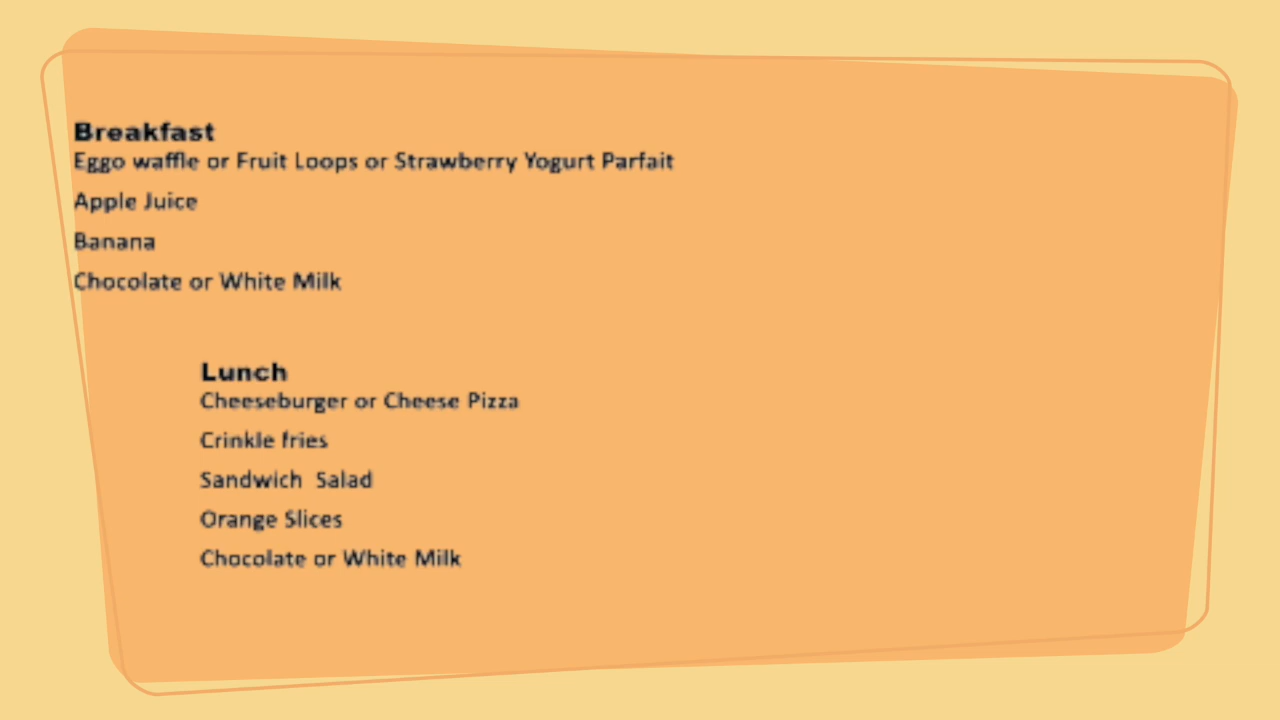 Breakfast
Eggo waffle or Fruit Loops or Strawberry Yogurt Parfait
Apple Juice
Banana
Chocolate or White Milk
Lunch
Cheeseburger or Cheese Pizza
Crinkle fries
Sandwich  Salad
Orange Slices
Chocolate or White Milk